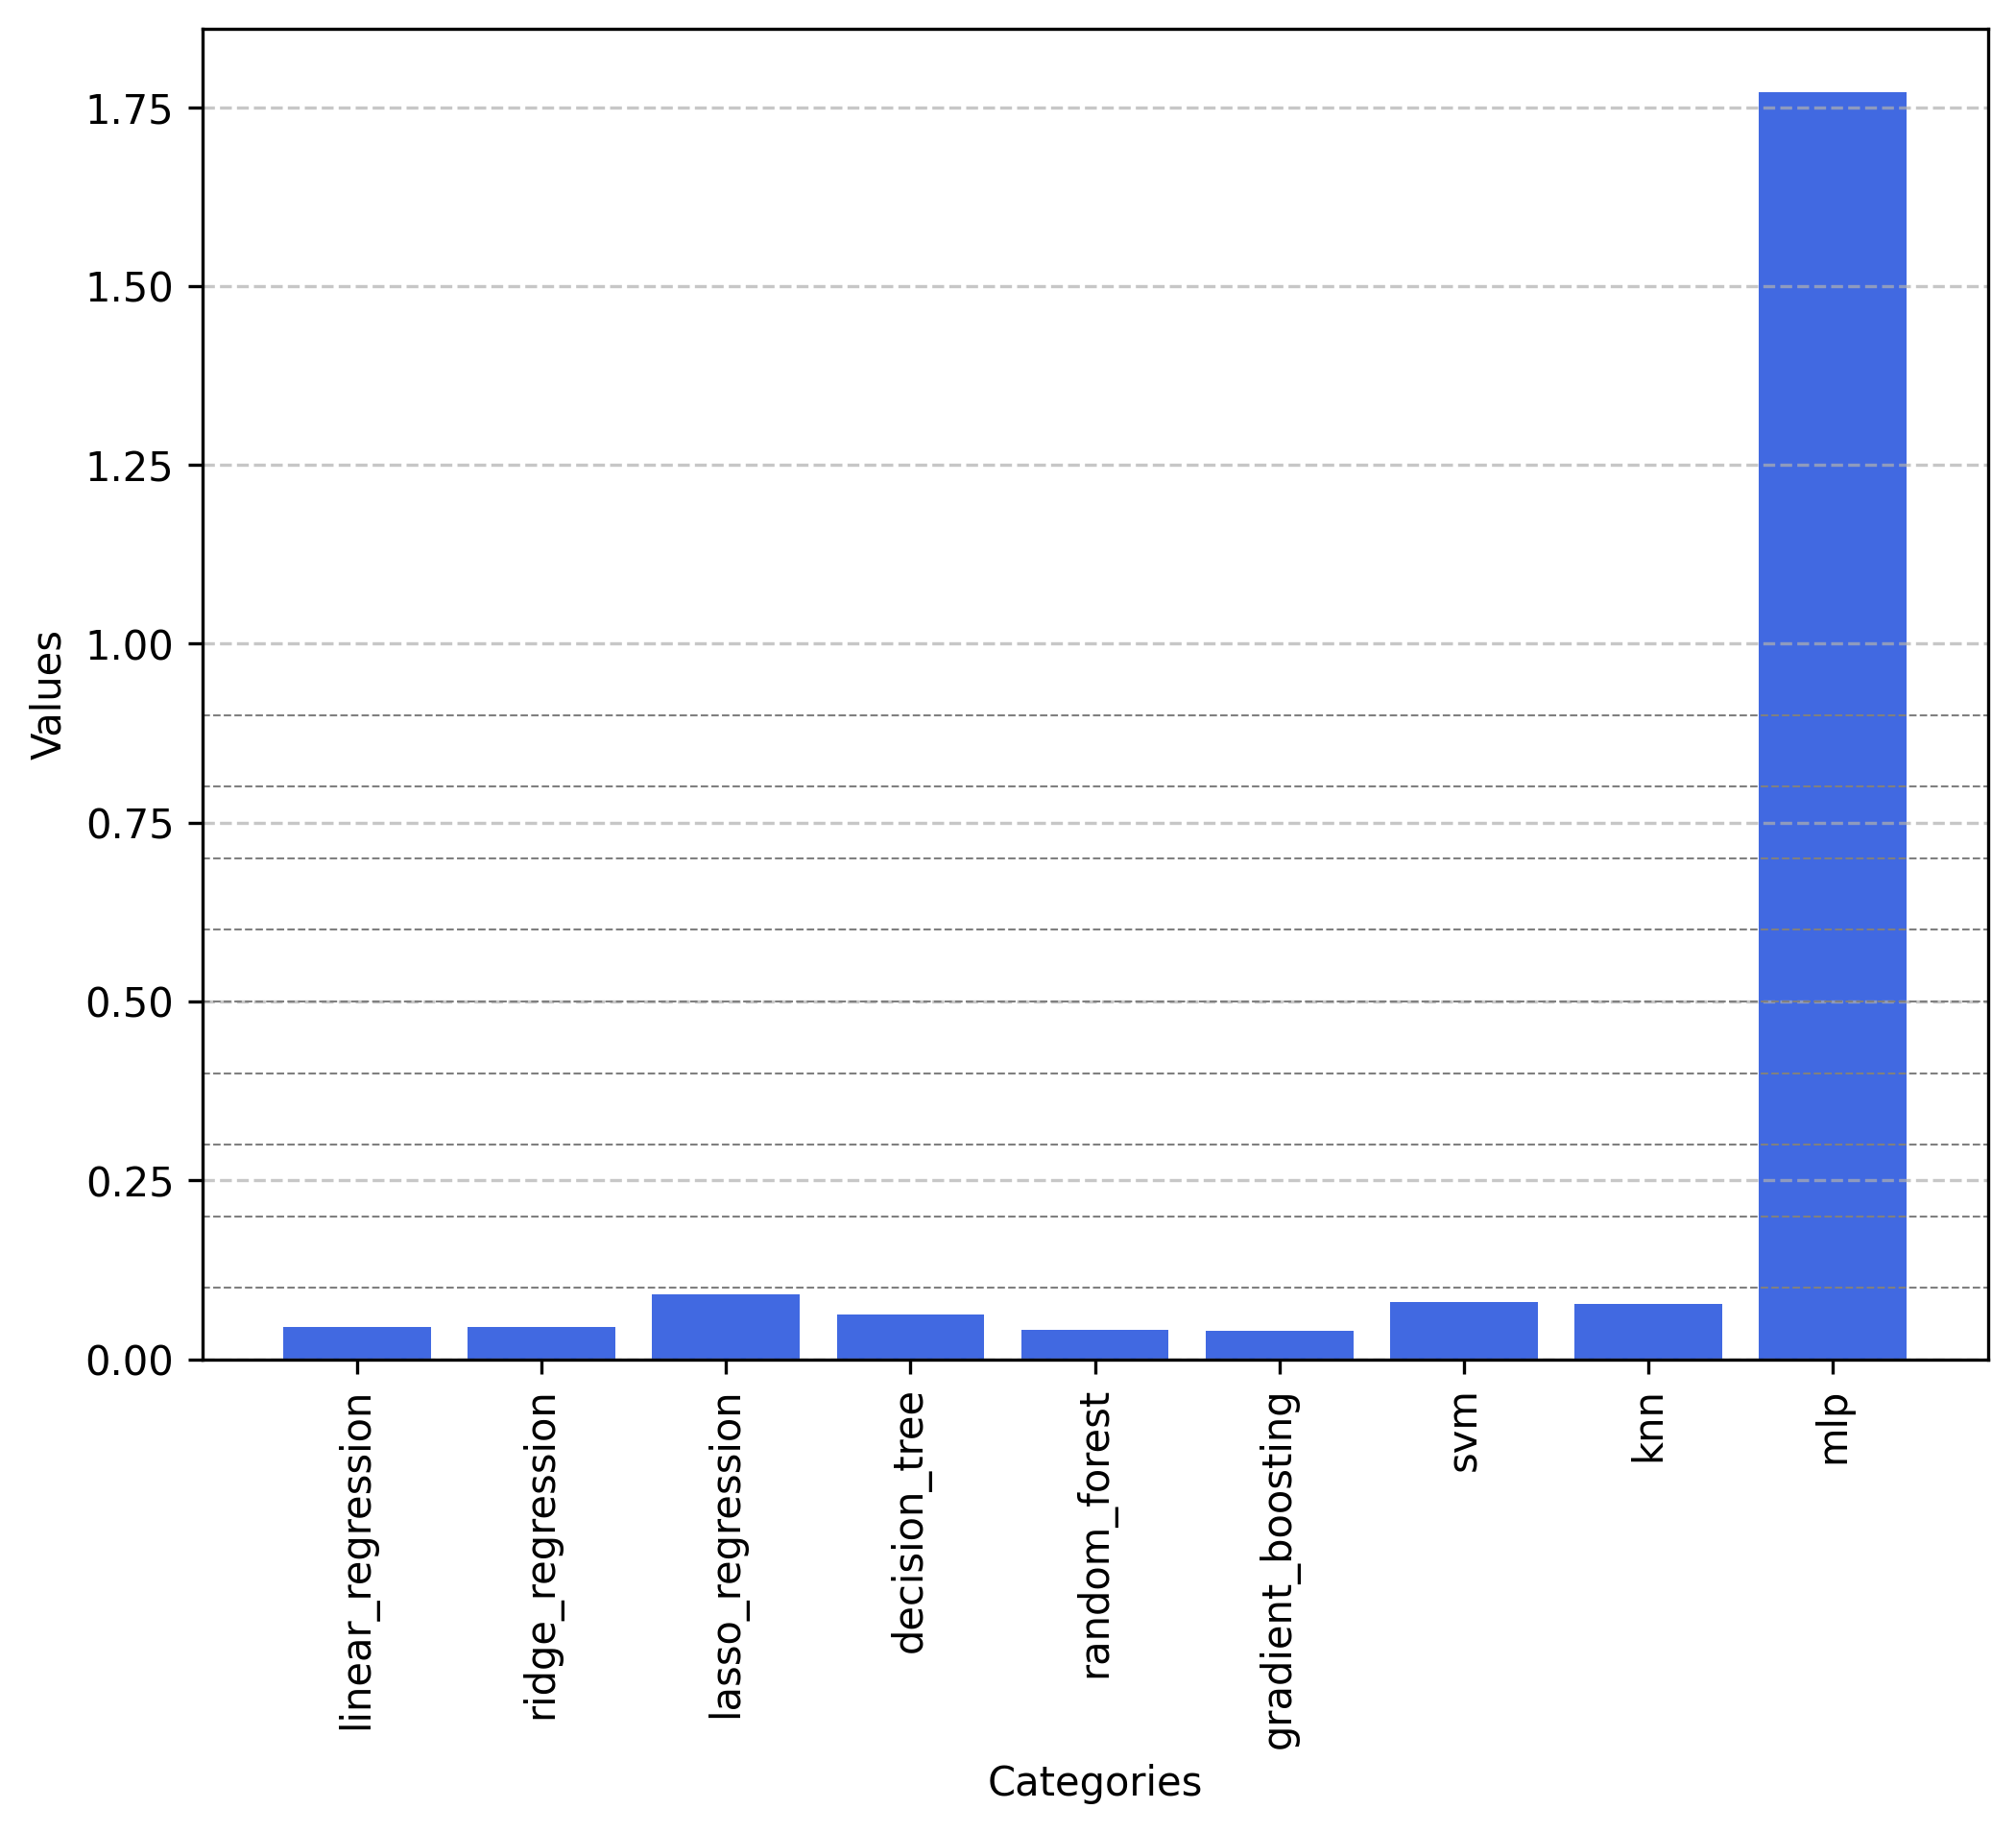 1.75
1.50
1.25
1.00
0.75
0.50
0.25
0.00
Values
linear_regression
ridge_regression
lasso_regression
decision_tree
random_forest
gradient_boosting
svm
knn
mlp
Categories